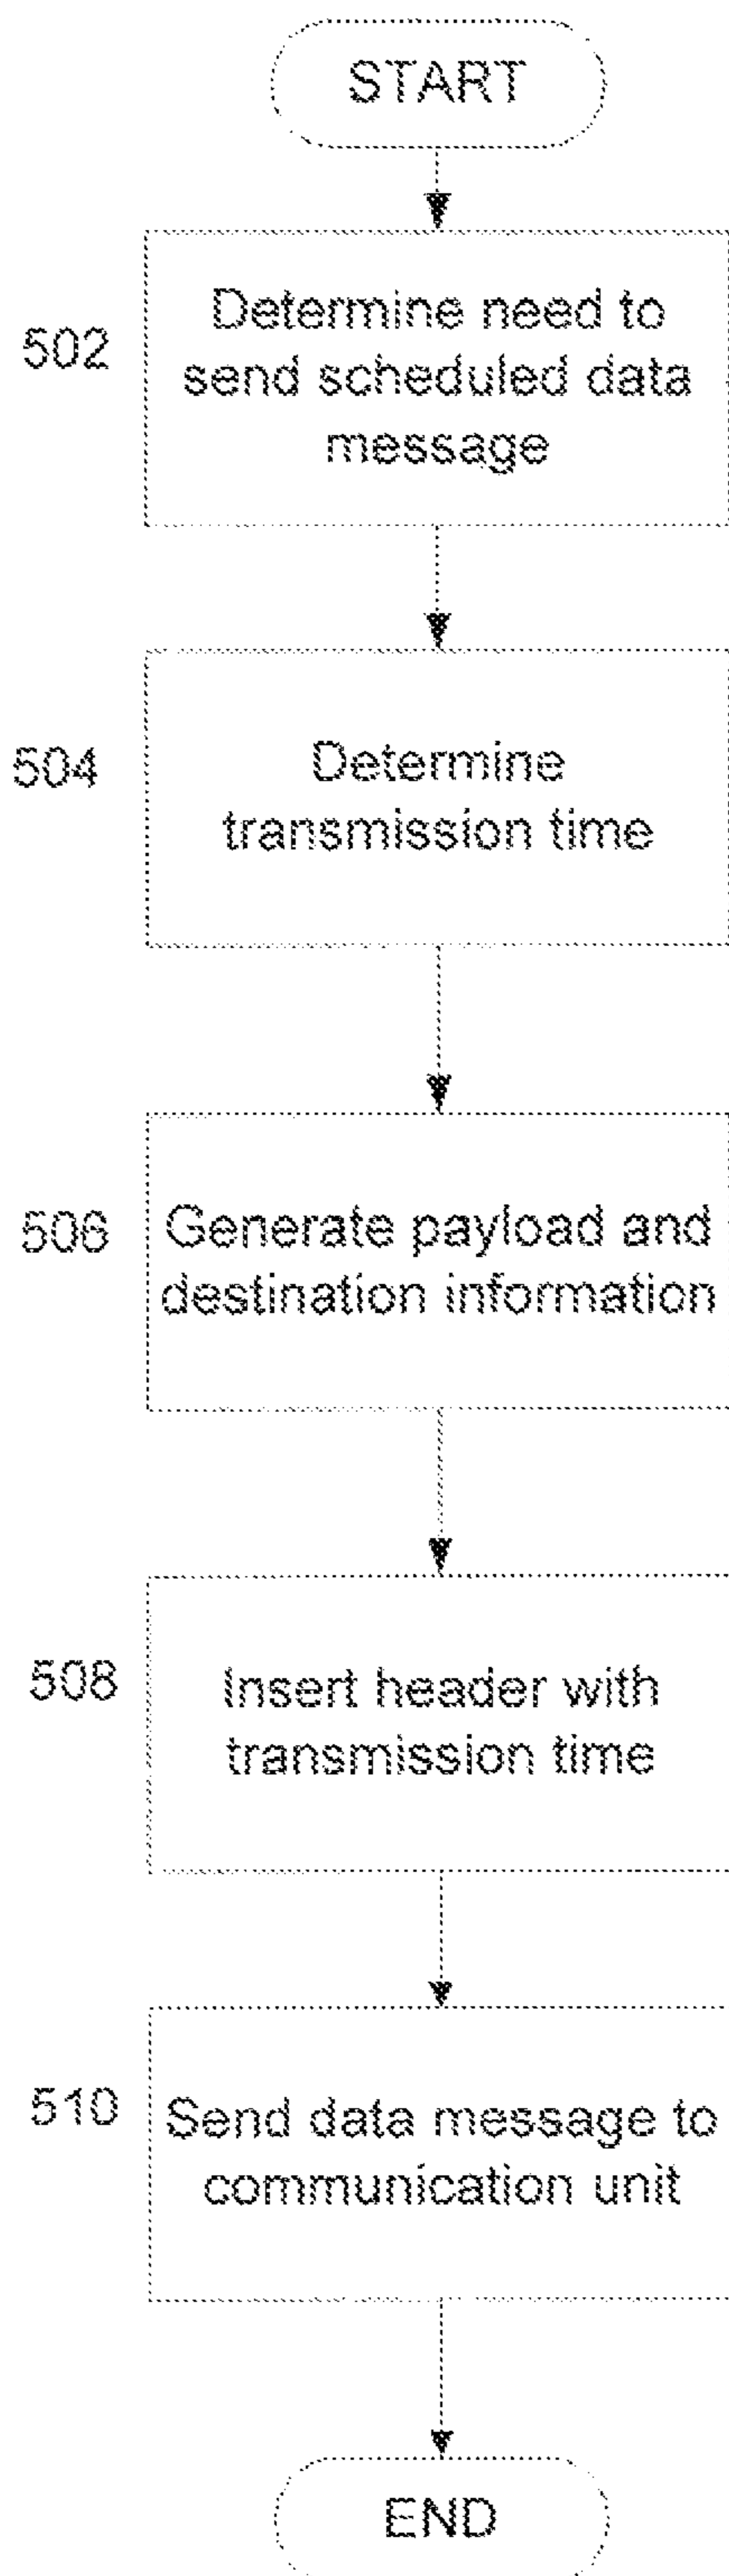 START
502
Determine need to
send scheduled data
message
504
Determine
transmission time
506
Generate payload and
destination information
508
Insert header with
transmission time
510
Send data message to
communication unit
END